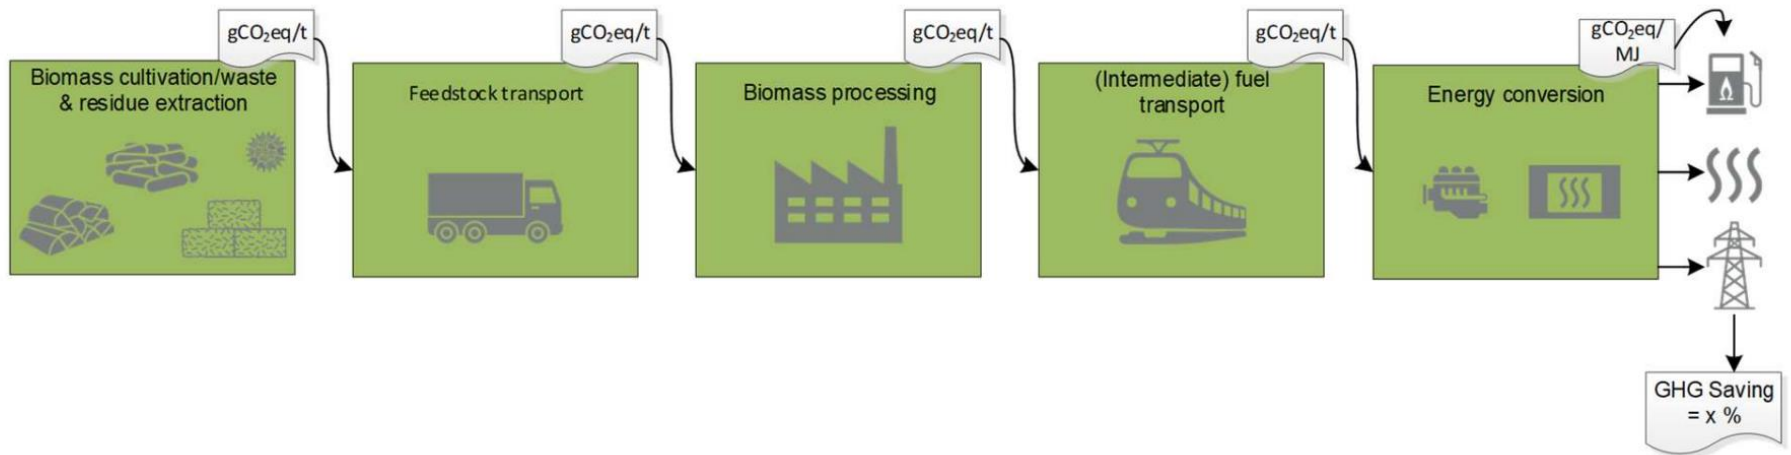 gCO₂eq/t
Biomass cultivation/waste
& residue extraction
gCO₂eq/t
Feedstock transport
gCO₂eq/t
Biomass processing
gCO₂eq/t
(Intermediate) fuel
transport
gCO₂eq/
MJ
Energy conversion
GHG Saving
= x %